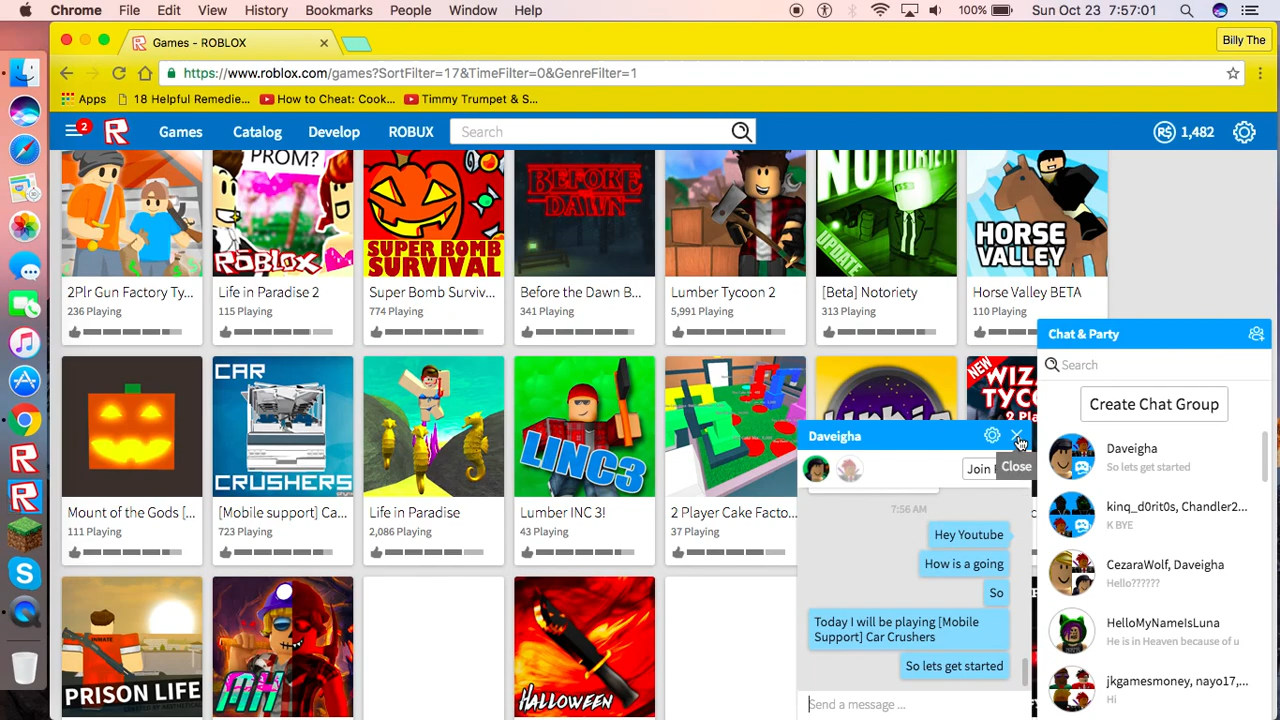 Chrome File Edit View History Bookmarks People Window Help 100% Sun Oct 23 7:57:01
Games - ROBLOX
Billy The
https://www.roblox.com/games?SortFilter=17&TimeFilter=0&GenreFilter=1
Apps 18 Helpful Remedie... How to Cheat: Cook... Timmy Trumpet & S...
2 R Games Catalog Develop ROBUX Search R$ 1,482
PROM?
ROBLOX
SUPER BOMB
SURVIVAL
BEFORE
DAWN
NOTORIETY
UPDATE
HORSE
VALLEY
2Plr Gun Factory Ty... Life in Paradise 2 Super Bomb Surviv... Before the Dawn B... Lumber Tycoon 2 [Beta] Notoriety Horse Valley BETA
236 Playing 115 Playing 774 Playing 341 Playing 5,991 Playing 313 Playing 110 Playing
CAR
CRUSHERS
LINC3
NEW
Mount of the Gods [... [Mobile support] Ca... Life in Paradise Lumber INC 3! 2 Player Cake Facto...
111 Playing 723 Playing 2,086 Playing 43 Playing 37 Playing
INMATE
PRISON LIFE
MH
HALLOWEEN
Daveigha
Close
Join
7:56 AM
Hey Youtube
How is a going
So
Today I will be playing [Mobile
Support] Car Crushers
So lets get started
Send a message ...
Chat & Party
Search
Create Chat Group
Daveigha
So lets get started
kinq_d0rit0s, Chandler2...
K BYE
CezaraWolf, Daveigha
Hello??????
HelloMyNameIsLuna
He is in Heaven because of u
jkgamesmoney, nayo17,...
Hi